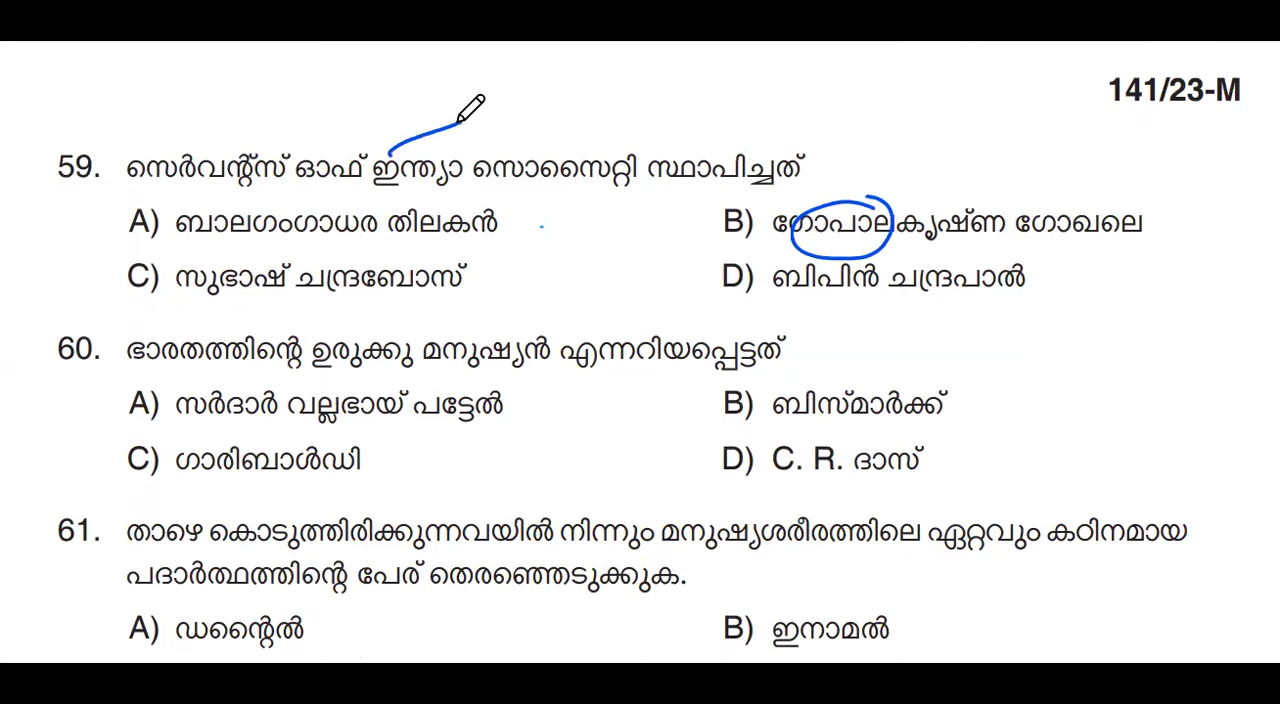 141/23-M
59. സെർവന്റ്സ് ഓഫ് ഇന്ത്യാ സൊസൈറ്റി സ്ഥാപിച്ചത്
A) ബാലഗംഗാധര തിലകൻ B) ഗോപാലകൃഷ്ണ ഗോഖലെ
C) സുഭാഷ് ചന്ദ്രബോസ് D) ബിപിൻ ചന്ദ്രപാൽ
60. ഭാരതത്തിന്റെ ഉരുക്കു മനുഷ്യൻ എന്നറിയപ്പെട്ടത്
A) സർദാർ വല്ലഭായ് പട്ടേൽ B) ബിസ്മാർക്ക്
C) ഗാരിബാൾഡി D) C. R. ദാസ്
61. താഴെ കൊടുത്തിരിക്കുന്നവയിൽ നിന്നും മനുഷ്യശരീരത്തിലെ ഏറ്റവും കഠിനമായ
പദാർത്ഥത്തിന്റെ പേര് തെരഞ്ഞെടുക്കുക.
A) ഡന്റൈൽ B) ഇനാമൽ